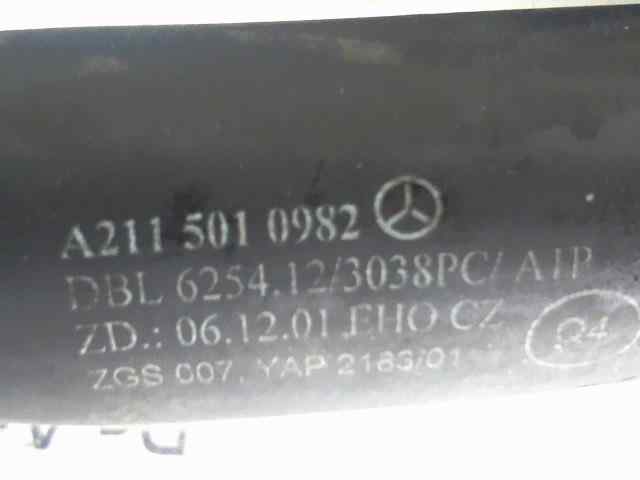 A211 501 0982
DBL 6254.12/3038PC/ A1P
ZD.: 06.12.01 EHO CZ
Q4
ZGS 007, YAP 2183/01